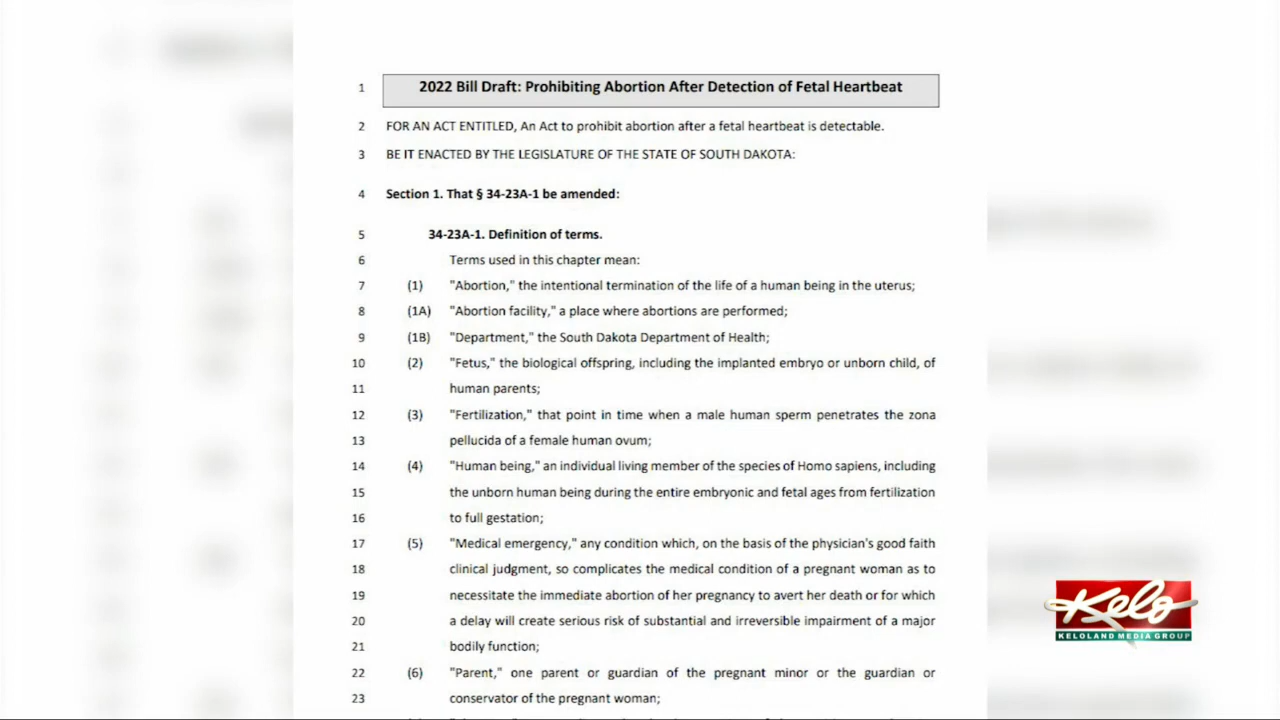 1 2022 Bill Draft: Prohibiting Abortion After Detection of Fetal Heartbeat
2 FOR AN ACT ENTITLED, An Act to prohibit abortion after a fetal heartbeat is detectable.
3 BE IT ENACTED BY THE LEGISLATURE OF THE STATE OF SOUTH DAKOTA:
4 Section 1. That § 34-23A-1 be amended:
5 34-23A-1. Definition of terms.
6 Terms used in this chapter mean:
7 (1) "Abortion," the intentional termination of the life of a human being in the uterus;
8 (1A) "Abortion facility," a place where abortions are performed;
9 (1B) "Department," the South Dakota Department of Health;
10 (2) "Fetus," the biological offspring, including the implanted embryo or unborn child, of
11 human parents;
12 (3) "Fertilization," that point in time when a male human sperm penetrates the zona
13 pellucida of a female human ovum;
14 (4) "Human being," an individual living member of the species of Homo sapiens, including
15 the unborn human being during the entire embryonic and fetal ages from fertilization
16 to full gestation;
17 (5) "Medical emergency," any condition which, on the basis of the physician's good faith
18 clinical judgment, so complicates the medical condition of a pregnant woman as to
19 necessitate the immediate abortion of her pregnancy to avert her death or for which
20 a delay will create serious risk of substantial and irreversible impairment of a major
21 bodily function;
22 (6) "Parent," one parent or guardian of the pregnant minor or the guardian or
23 conservator of the pregnant woman;
Kelo
KELOLAND MEDIA GROUP